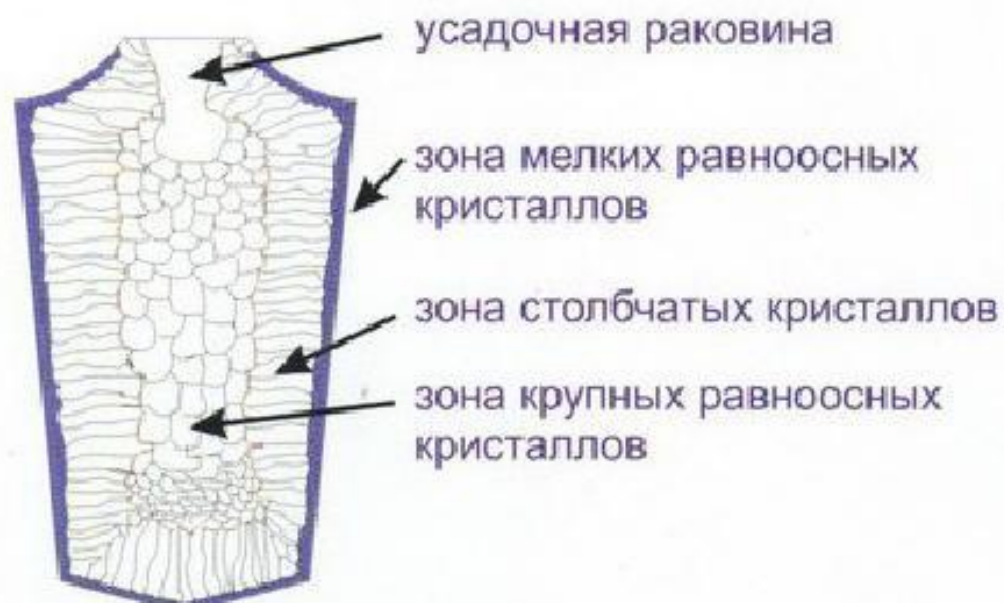 усадочная раковина
зона мелких равноосных
кристаллов
зона столбчатых кристаллов
зона крупных равноосных
кристаллов